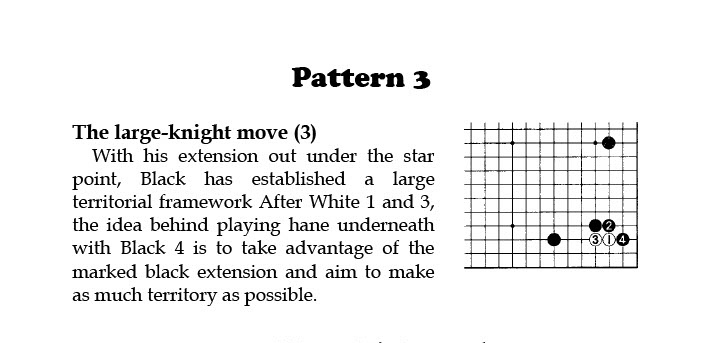 Pattern 3
The large-knight move (3)
With his extension out under the star
point, Black has established a large
territorial framework After White 1 and 3,
the idea behind playing hane underneath
with Black 4 is to take advantage of the
marked black extension and aim to make
as much territory as possible.
2
3 1 4